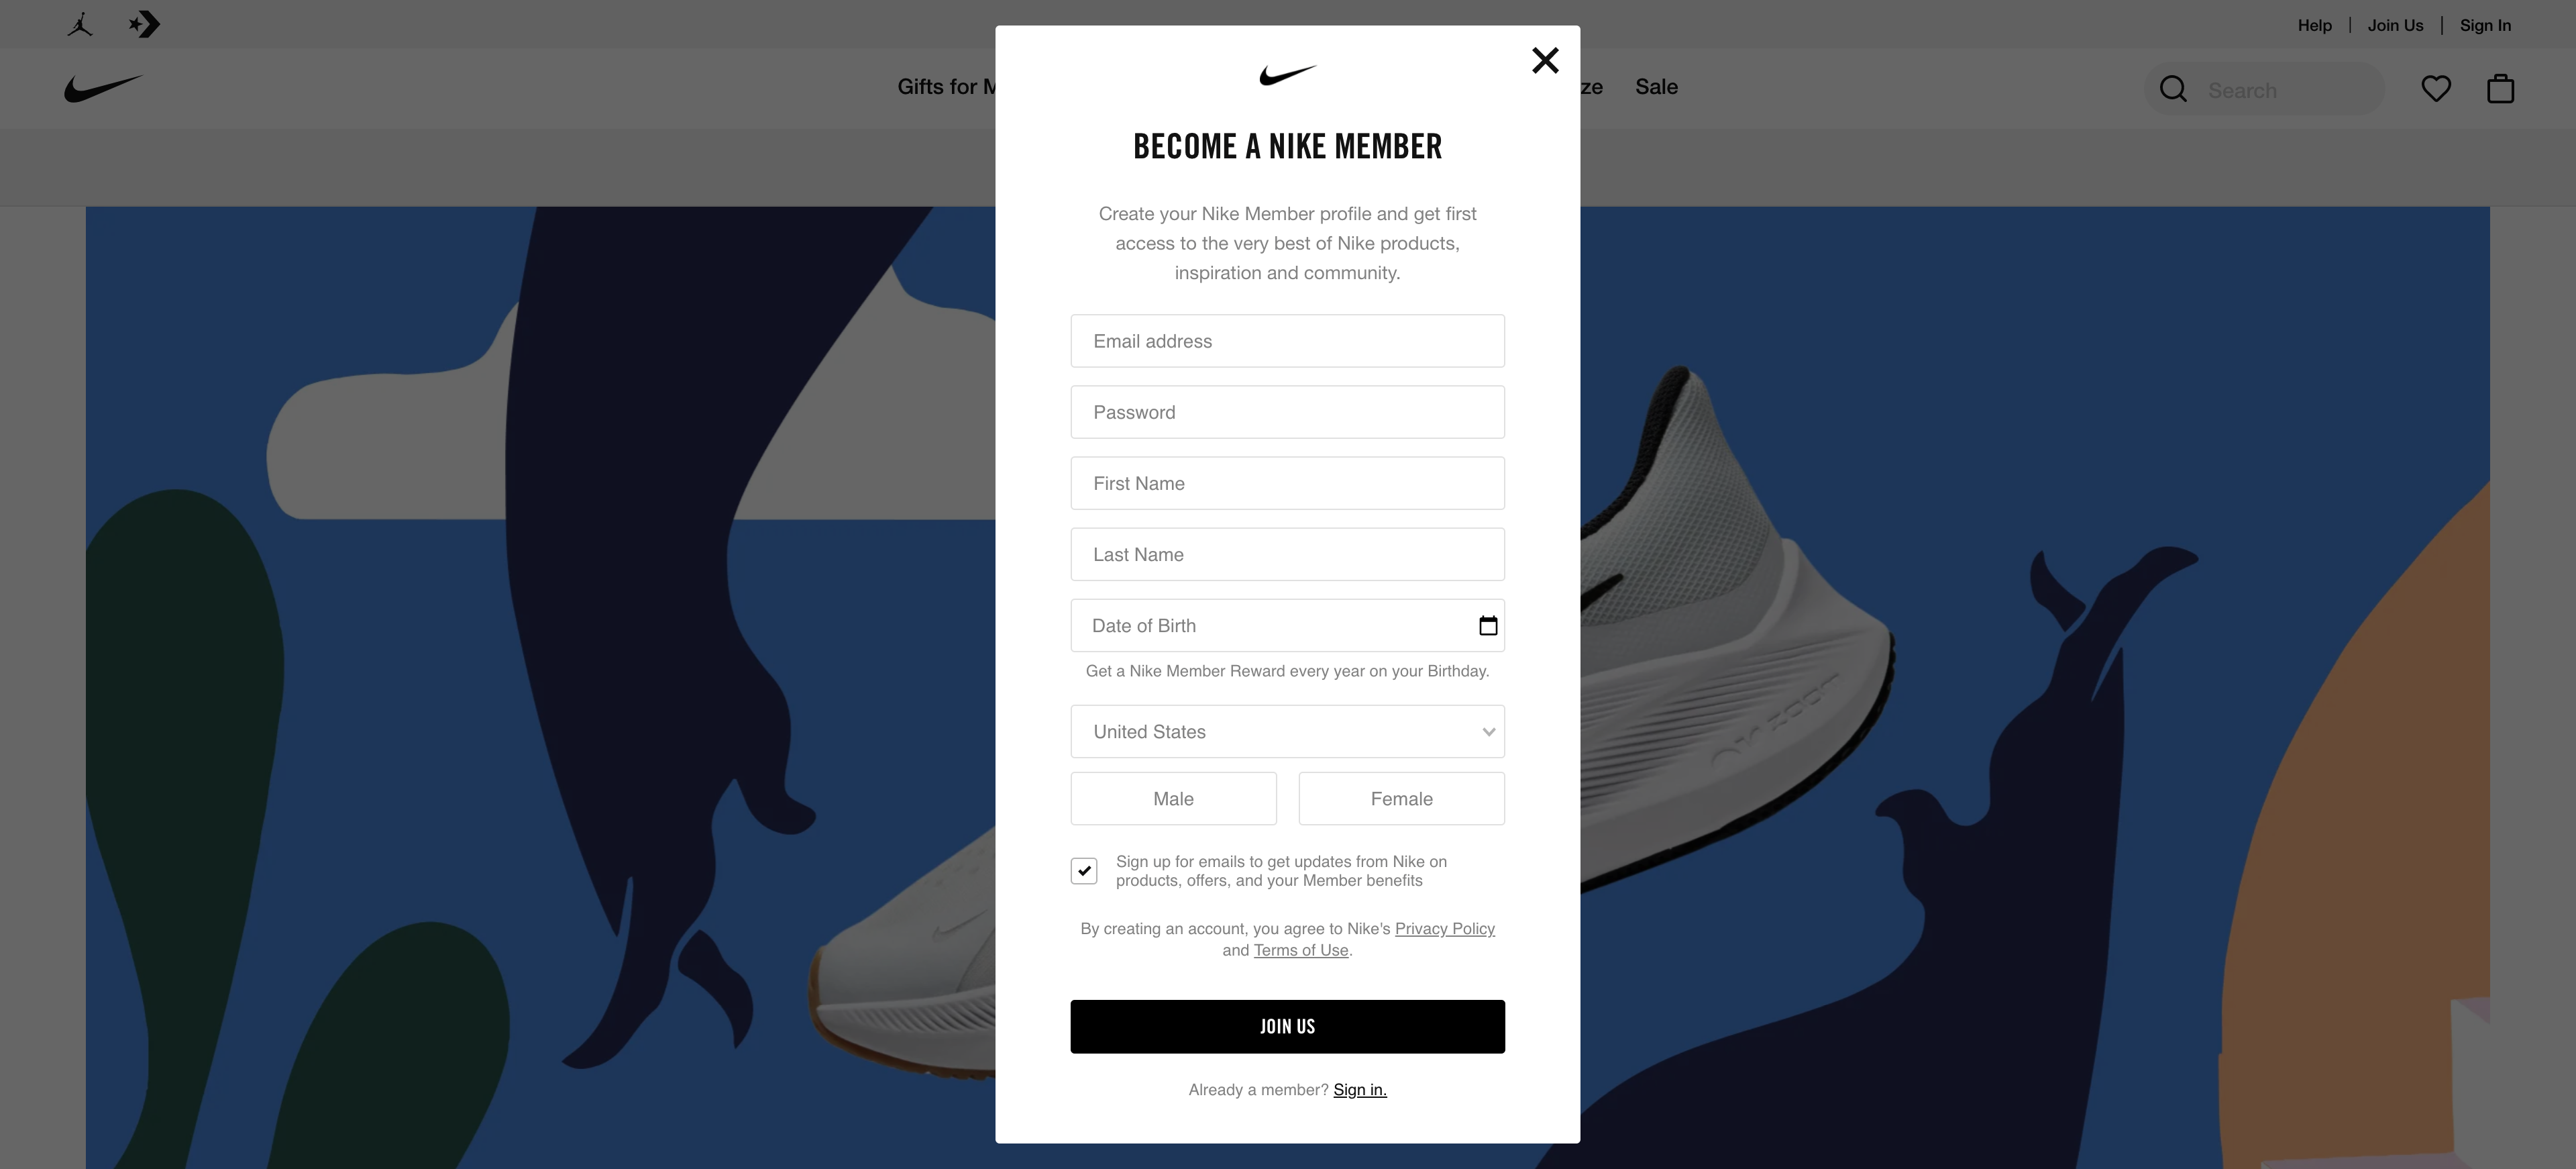 Help
Join Us
Sign In
Gifts for
Sale
Search
BECOME A NIKE MEMBER
Create your Nike Member profile and get first
access to the very best of Nike products,
inspiration and community.
Email address
Password
First Name
Last Name
Date of Birth
Get a Nike Member Reward every year on your Birthday.
United States
Male
Female
Sign up for emails to get updates from Nike on
products, offers, and your Member benefits
By creating an account, you agree to Nike's Privacy Policy
and Terms of Use.
JOIN US
Already a member? Sign in.